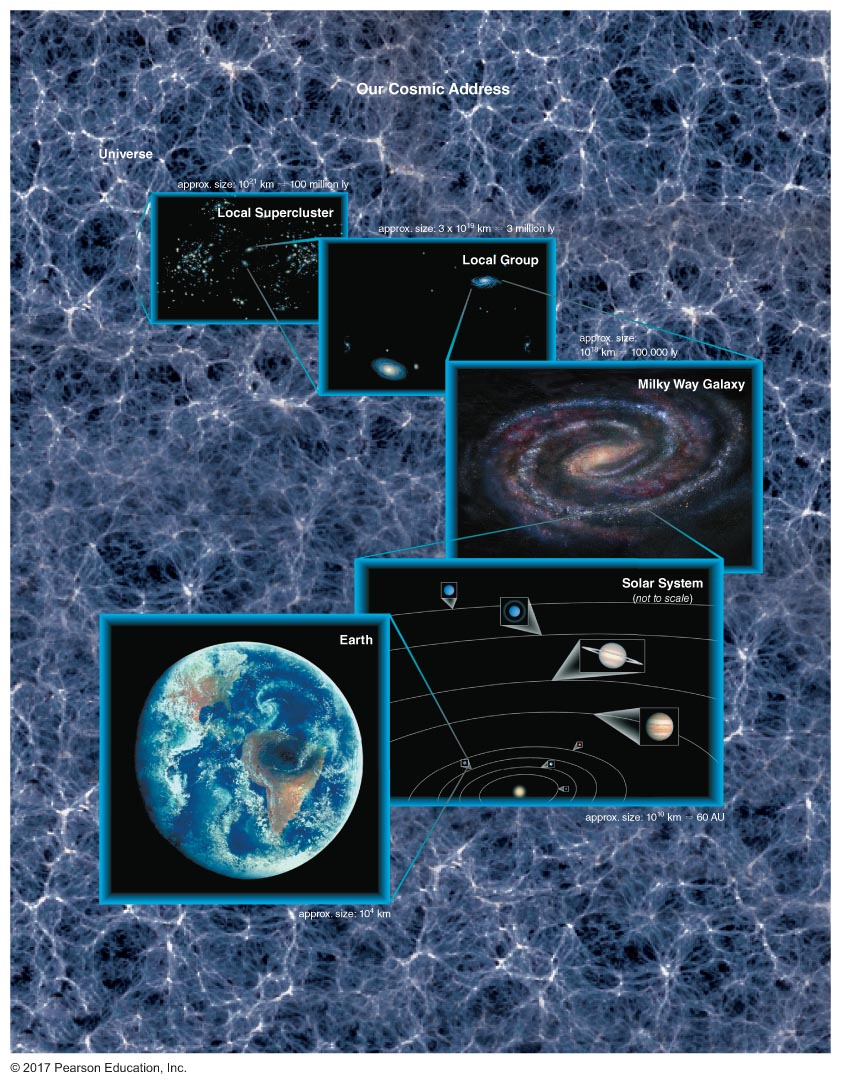 Our Cosmic Address
Universe
approx. size: 10²¹ km ≈ 100 million ly
Local Supercluster
approx. size: 3 x 10¹⁹ km ≈ 3 million ly
Local Group
approx. size:
10¹⁸ km ≈ 100,000 ly
Milky Way Galaxy
Solar System
(not to scale)
Earth
approx. size: 10¹⁰ km ≈ 60 AU
approx. size: 10⁴ km
© 2017 Pearson Education, Inc.